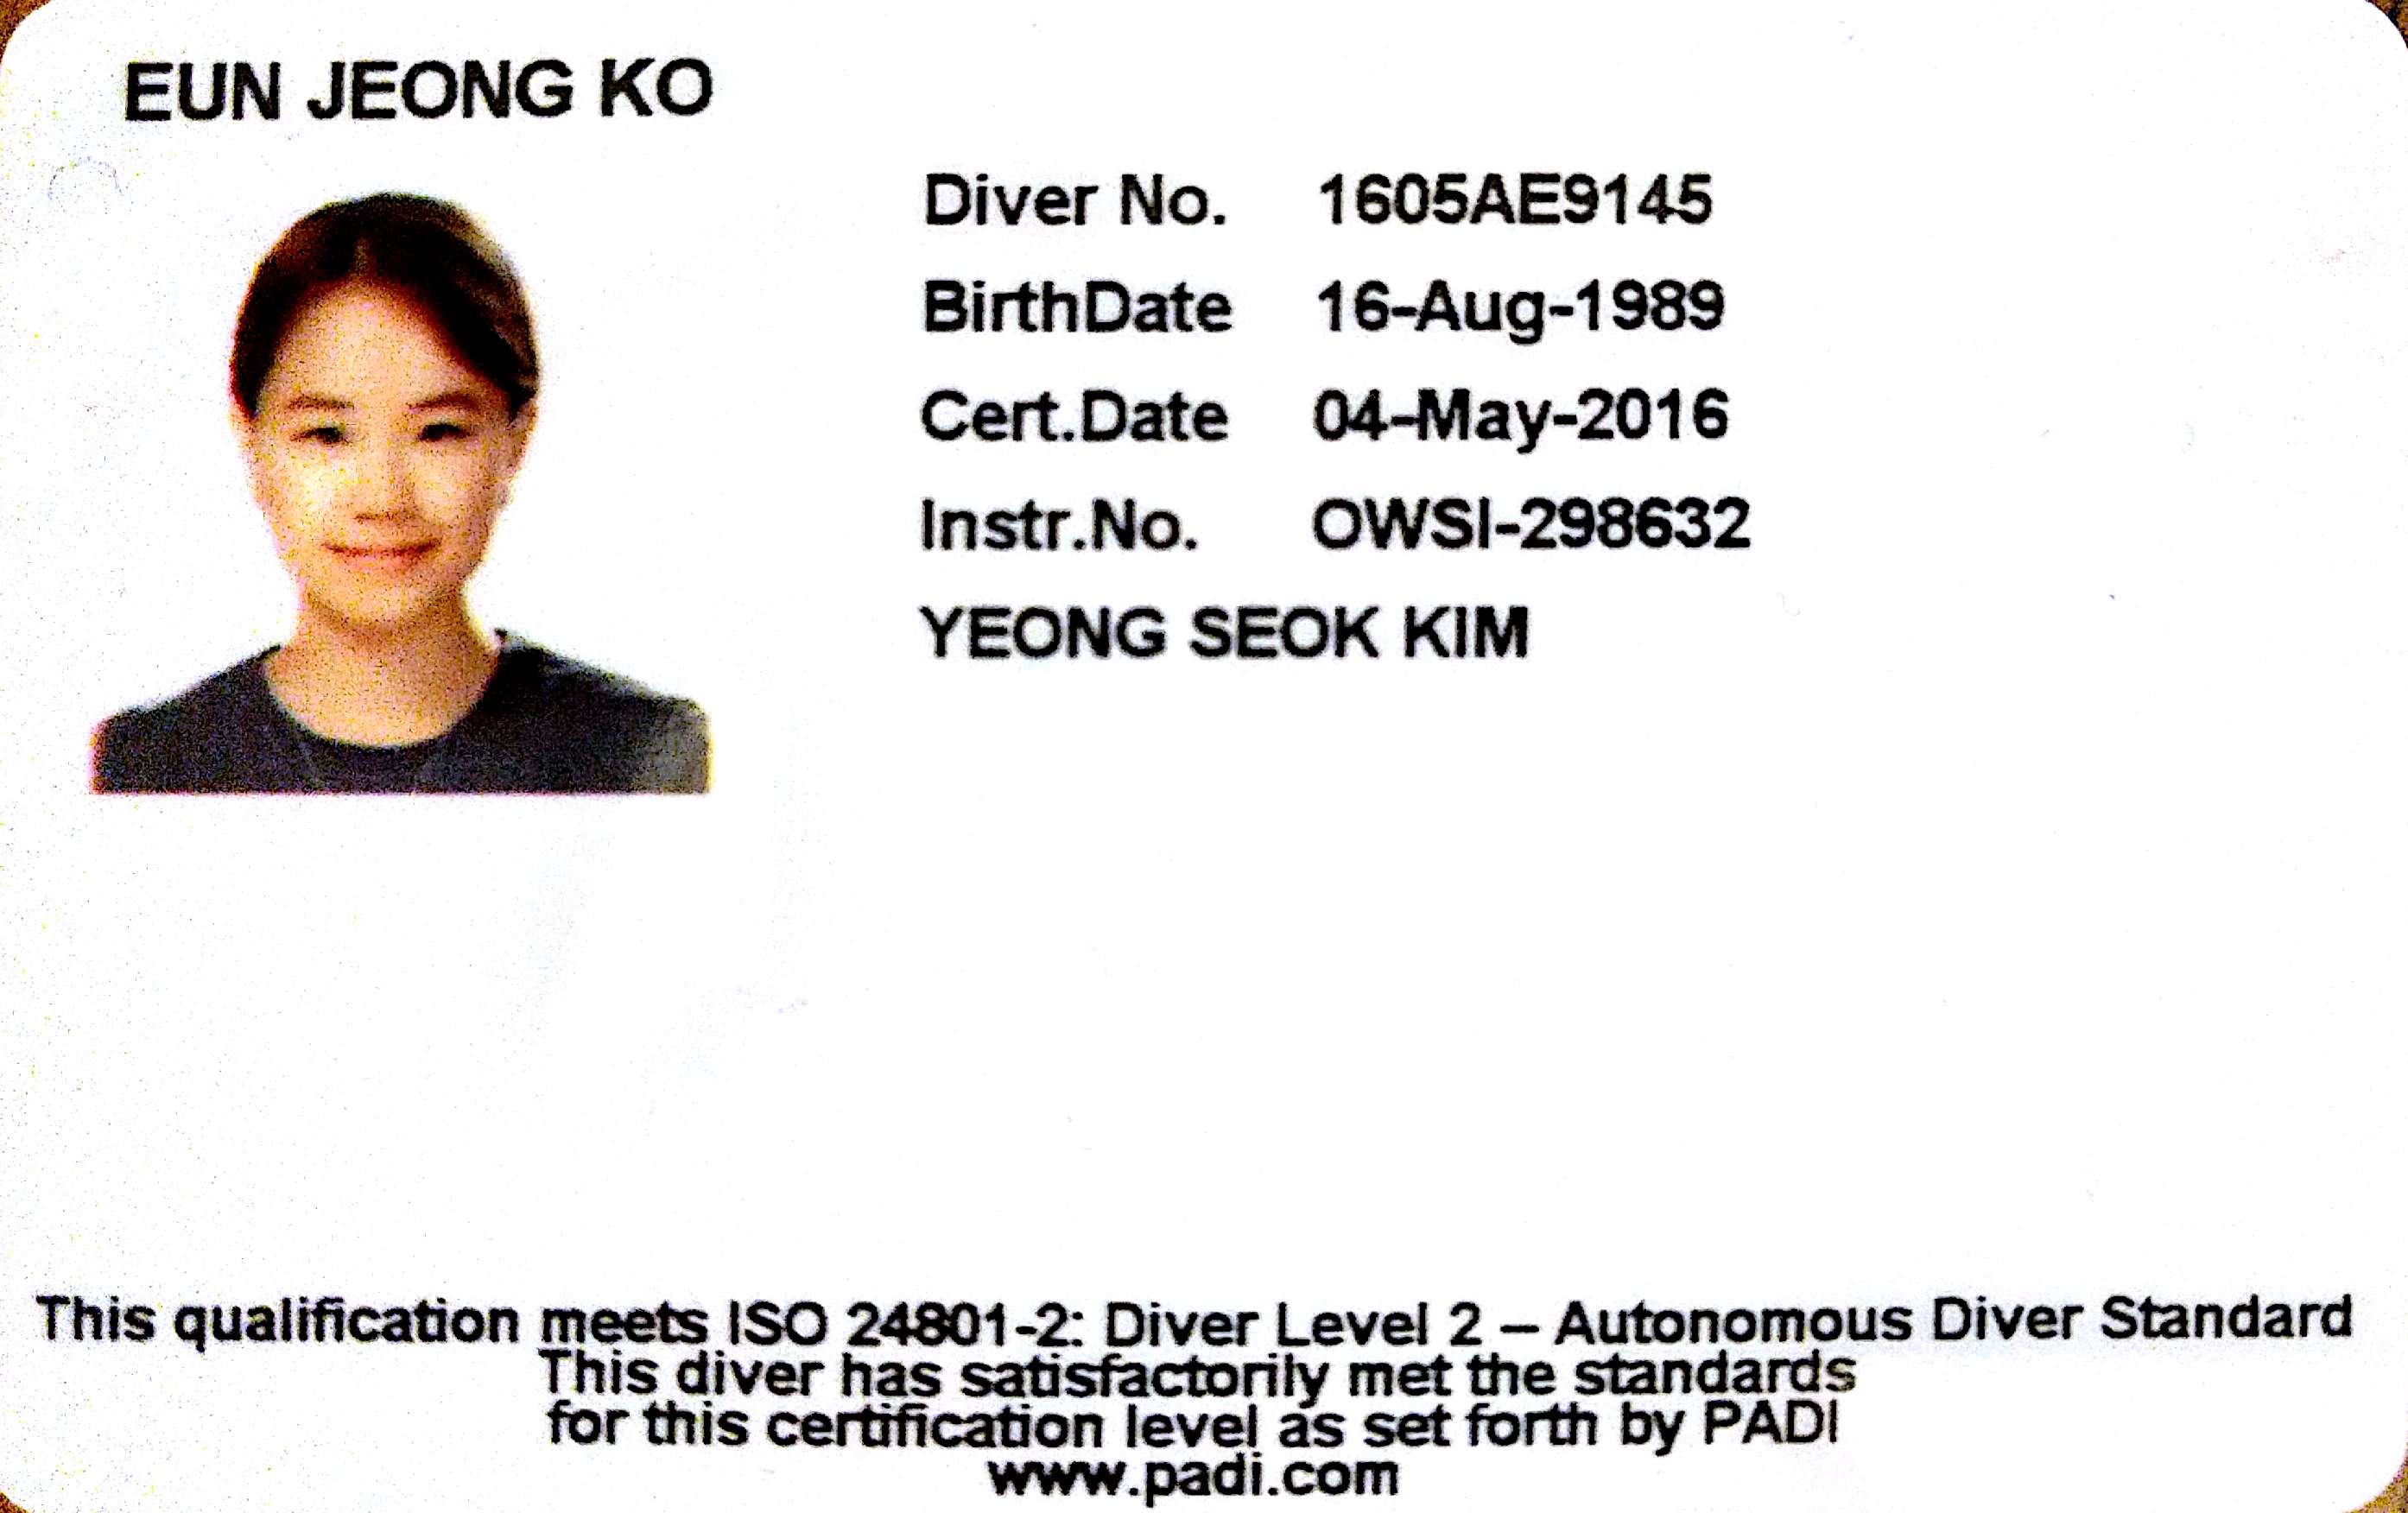 EUN JEONG KO
Diver No. 1605AE9145
BirthDate 16-Aug-1989
Cert.Date 04-May-2016
Instr.No. OWSI-298632
YEONG SEOK KIM
This qualification meets ISO 24801-2: Diver Level 2 – Autonomous Diver Standard
This diver has satisfactorily met the standards
for this certification level as set forth by PADI
www.padi.com